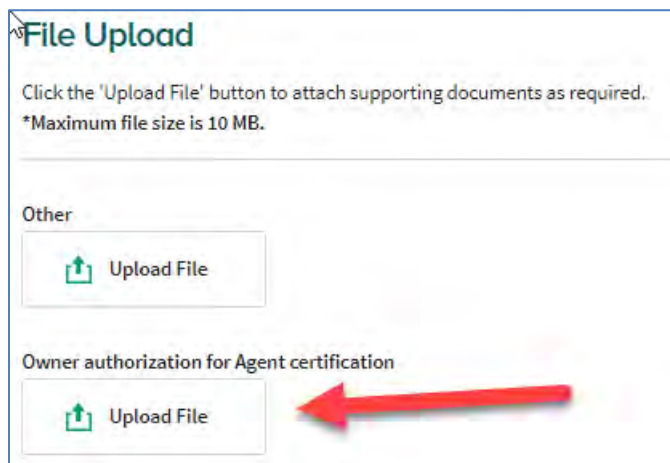 File Upload
Click the 'Upload File' button to attach supporting documents as required.
*Maximum file size is 10 MB.
Other
Upload File
Owner authorization for Agent certification
Upload File